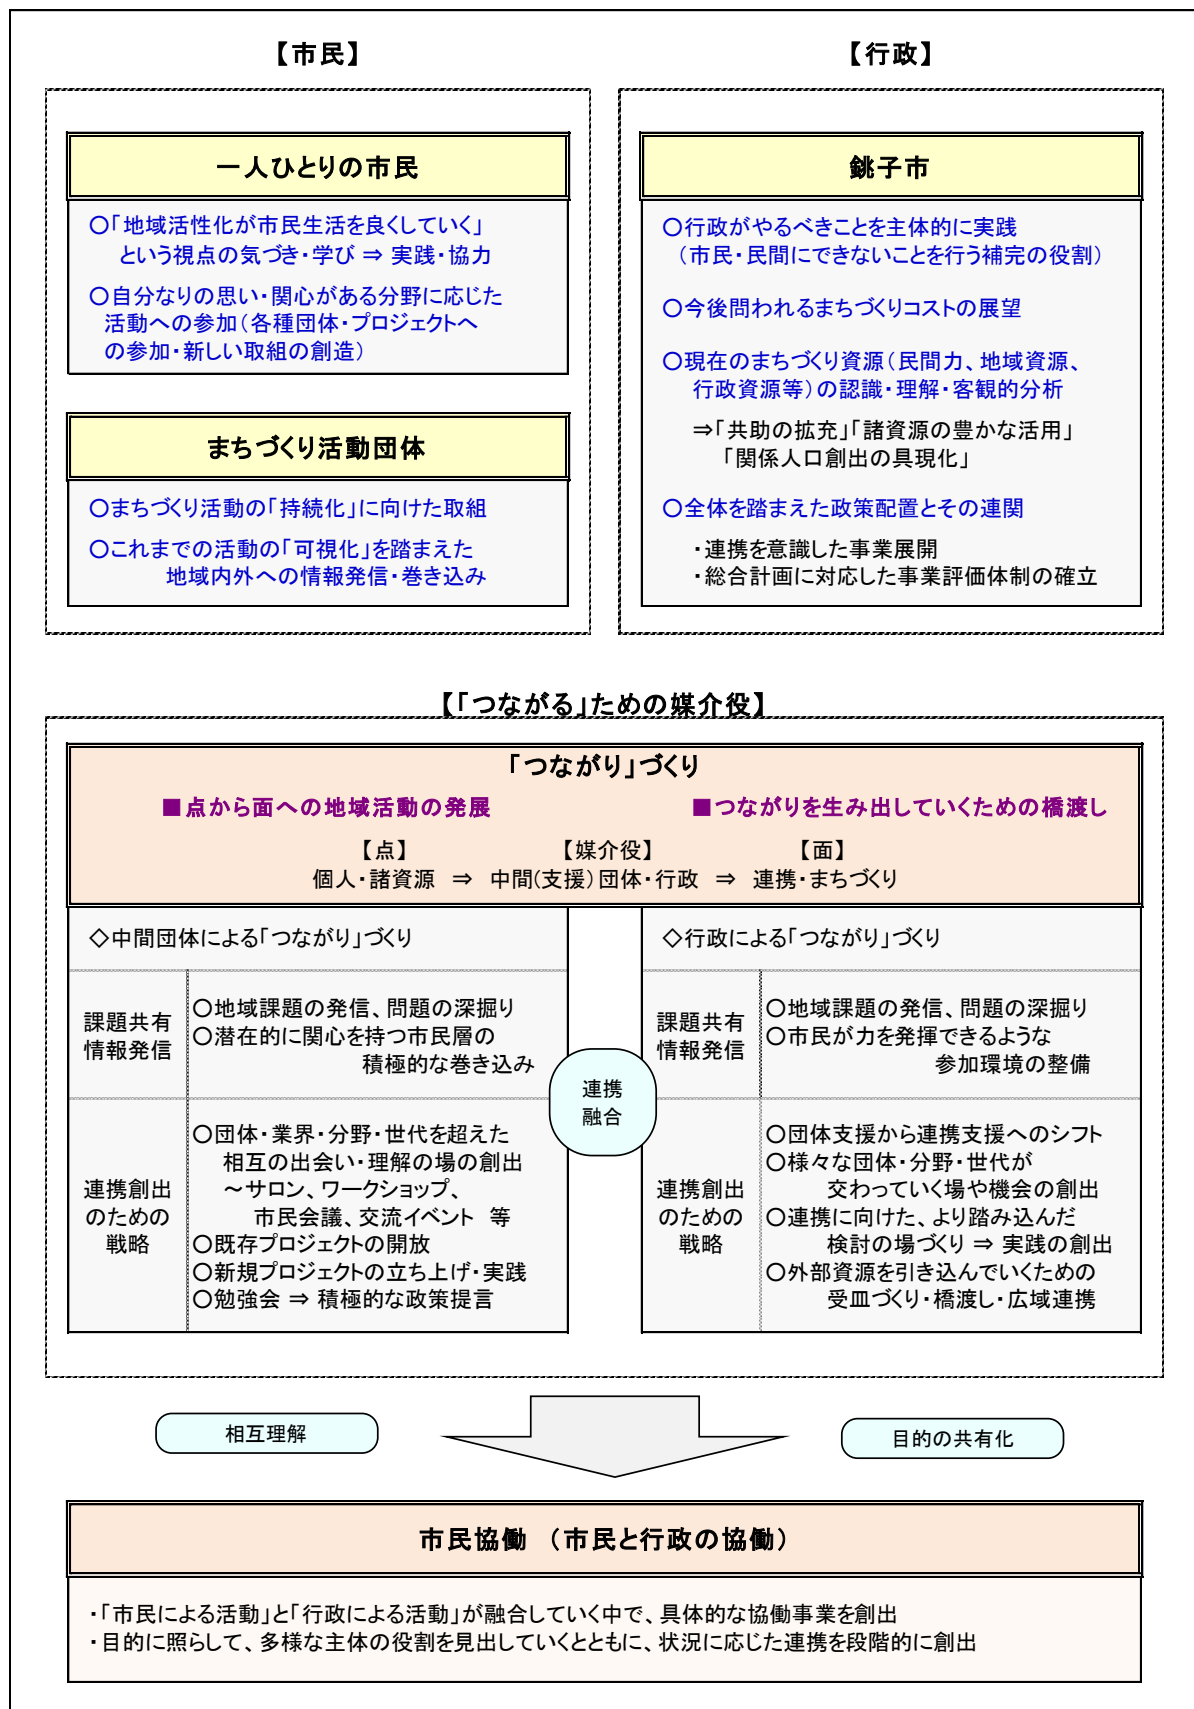 【市民】
一人ひとりの市民
○「地域活性化が市民生活を良くしていく」
という視点の気づき・学び ⇒ 実践・協力
○自分なりの思い・関心がある分野に応じた
活動への参加（各種団体・プロジェクトへ
の参加・新しい取組の創造）
まちづくり活動団体
○まちづくり活動の「持続化」に向けた取組
○これまでの活動の「可視化」を踏まえた
地域内外への情報発信・巻き込み
【行政】
銚子市
○行政がやるべきことを主体的に実践
（市民・民間にできないことを行う補完の役割）
○今後問われるまちづくりコストの展望
○現在のまちづくり資源（民間力、地域資源、
行政資源等）の認識・理解・客観的分析
⇒「共助の拡充」「諸資源の豊かな活用」
「関係人口創出の具現化」
○全体を踏まえた政策配置とその連関
・連携を意識した事業展開
・総合計画に対応した事業評価体制の確立
【「つながる」ための媒介役】
「つながり」づくり
■点から面への地域活動の発展 ■つながりを生み出していくための橋渡し
【点】 【媒介役】 【面】
個人・諸資源 ⇒ 中間（支援）団体・行政 ⇒ 連携・まちづくり
◇中間団体による「つながり」づくり
課題共有
情報発信
○地域課題の発信、問題の深掘り
○潜在的に関心を持つ市民層の
積極的な巻き込み
連携創出
のための
戦略
○団体・業界・分野・世代を超えた
相互の出会い・理解の場の創出
～サロン、ワークショップ、
市民会議、交流イベント 等
○既存プロジェクトの開放
○新規プロジェクトの立ち上げ・実践
○勉強会 ⇒ 積極的な政策提言
連携
融合
◇行政による「つながり」づくり
課題共有
情報発信
○地域課題の発信、問題の深掘り
○市民が力を発揮できるような
参加環境の整備
連携創出
のための
戦略
○団体支援から連携支援へのシフト
○様々な団体・分野・世代が
交わっていく場や機会の創出
○連携に向けた、より踏み込んだ
検討の場づくり ⇒ 実践の創出
○外部資源を引き込んでいくための
受皿づくり・橋渡し・広域連携
相互理解
目的の共有化
市民協働 （市民と行政の協働）
・「市民による活動」と「行政による活動」が融合していく中で、具体的な協働事業を創出
・目的に照らして、多様な主体の役割を見出していくとともに、状況に応じた連携を段階的に創出